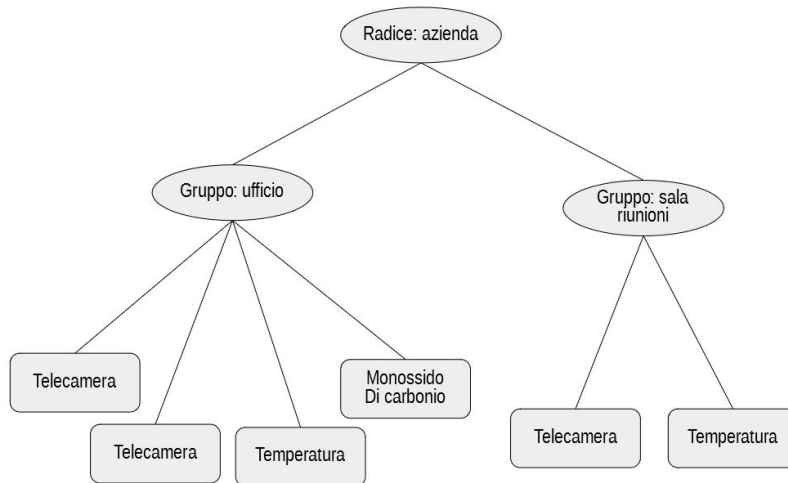 Radice: azienda
Gruppo: ufficio
Gruppo: sala
riunioni
Telecamera
Monossido
Di carbonio
Telecamera
Temperatura
Telecamera
Temperatura